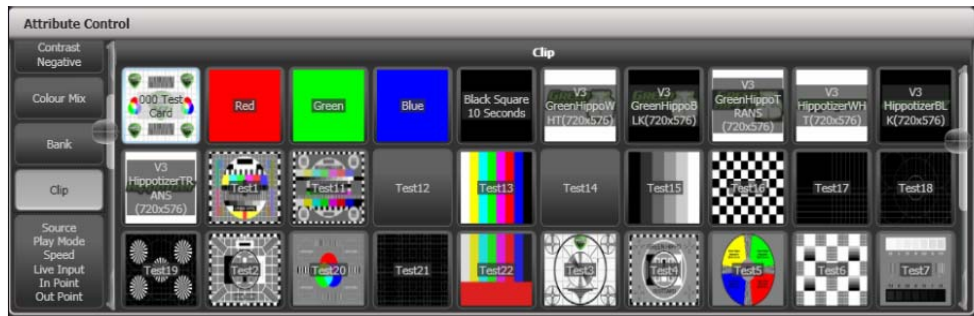 Attribute Control
Contrast
Negative
Colour Mix
Bank
Clip
Source
Play Mode
Speed
Live Input
In Point
Out Point
Clip
000 Test
Card
Red
Green
Blue
Black Square
10 Seconds
V3
GreenHippoW
HT(720x576)
V3
GreenHippoB
LK(720x576)
V3
GreenHippoT
RANS
(720x576)
V3
HippotizerWH
T(720x576)
V3
HippotizerBL
K(720x576)
V3
HippotizerTR
ANS
(720x576)
Test1
Test11
Test12
Test13
Test14
Test15
Test16
Test17
Test18
Test19
Test2
Test20
Test21
Test22
Test3
Test4
Test5
Test6
Test7